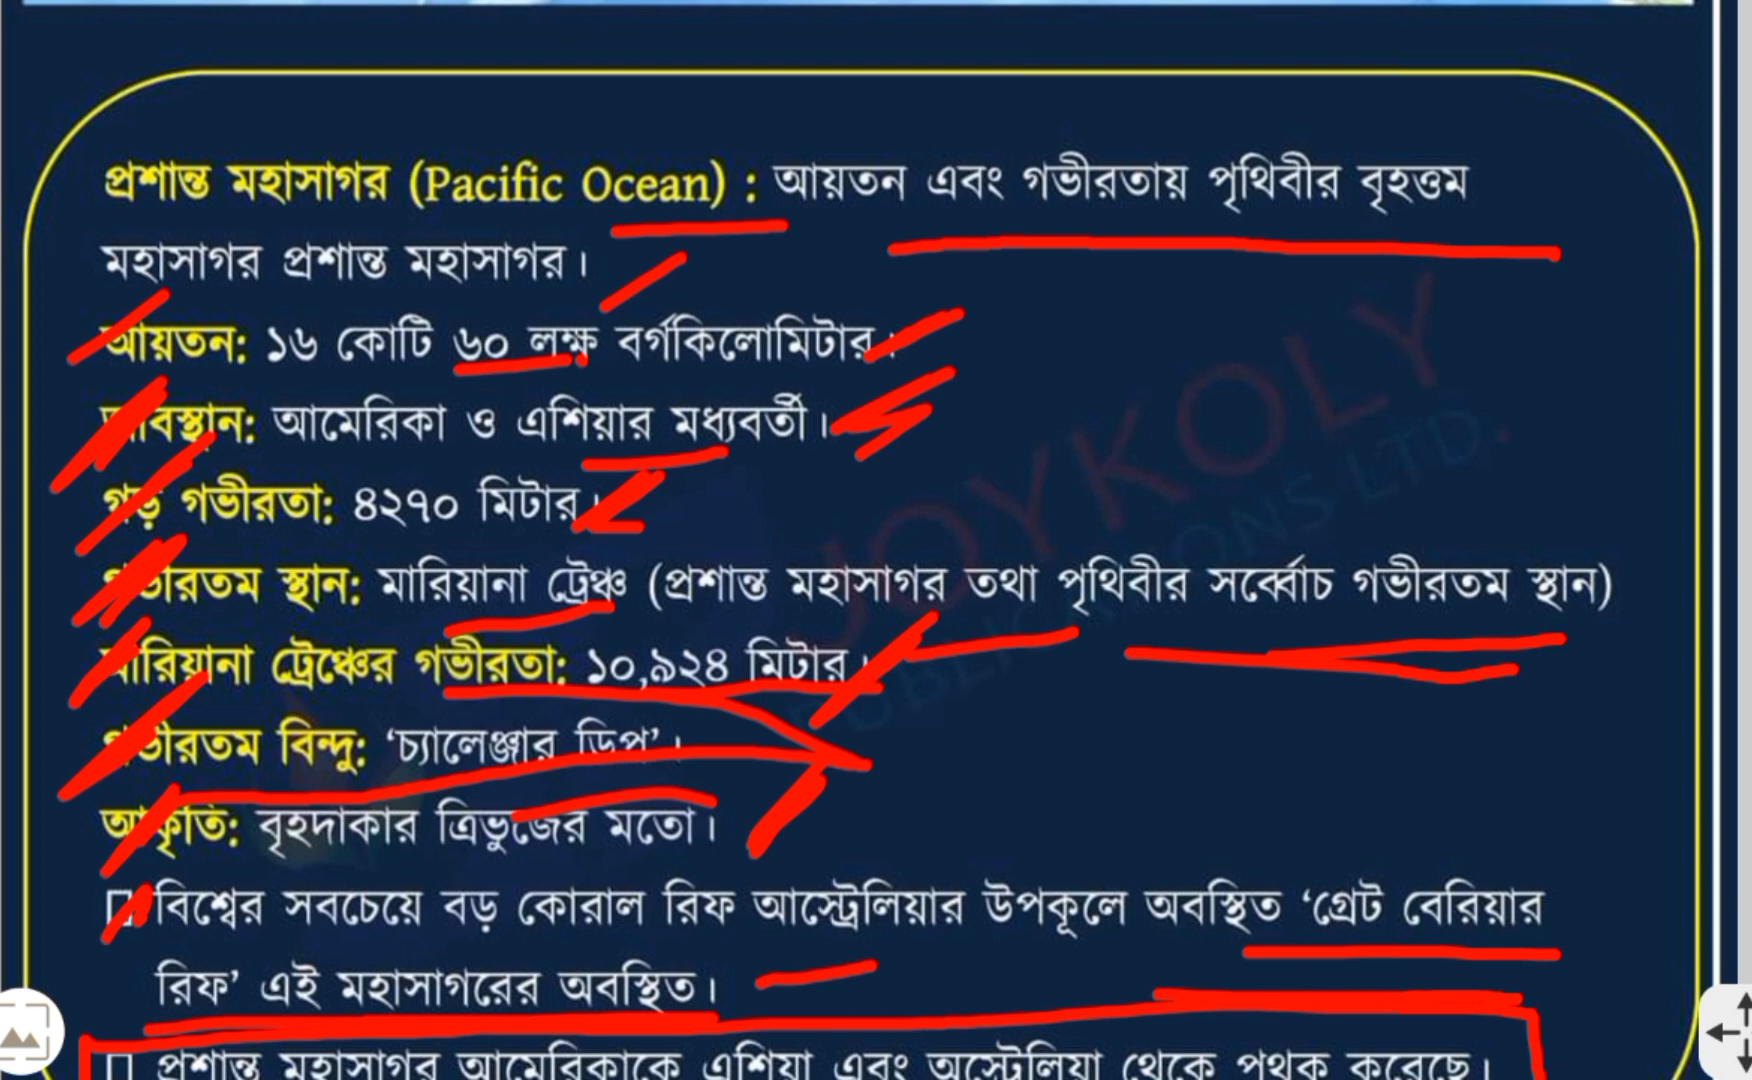 প্রশান্ত মহাসাগর (Pacific Ocean) : আয়তন এবং গভীরতায় পৃথিবীর বৃহত্তম
মহাসাগর প্রশান্ত মহাসাগর।
আয়তন: ১৬ কোটি ৬০ লক্ষ বর্গকিলোমিটার।
অবস্থান: আমেরিকা ও এশিয়ার মধ্যবর্তী।
গড় গভীরতা: ৪২৭০ মিটার।
গভীরতম স্থান: মারিয়ানা ট্রেঞ্চ (প্রশান্ত মহাসাগর তথা পৃথিবীর সর্ব্বোচ গভীরতম স্থান)
মারিয়ানা ট্রেঞ্চের গভীরতা: ১০,৯২৪ মিটার।
গভীরতম বিন্দু: ‘চ্যালেঞ্জার ডিপ’।
আকৃতি: বৃহদাকার ত্রিভুজের মতো।
বিশ্বের সবচেয়ে বড় কোরাল রিফ আস্ট্রেলিয়ার উপকূলে অবস্থিত ‘গ্রেট বেরিয়ার
রিফ’ এই মহাসাগরের অবস্থিত।
প্রশান্ত মহাসাগর আমেরিকাকে এশিয়া এবং অস্ট্রেলিয়া থেকে পৃথক করেছে।
JOYKOLY
PUBLICATIONS LTD.